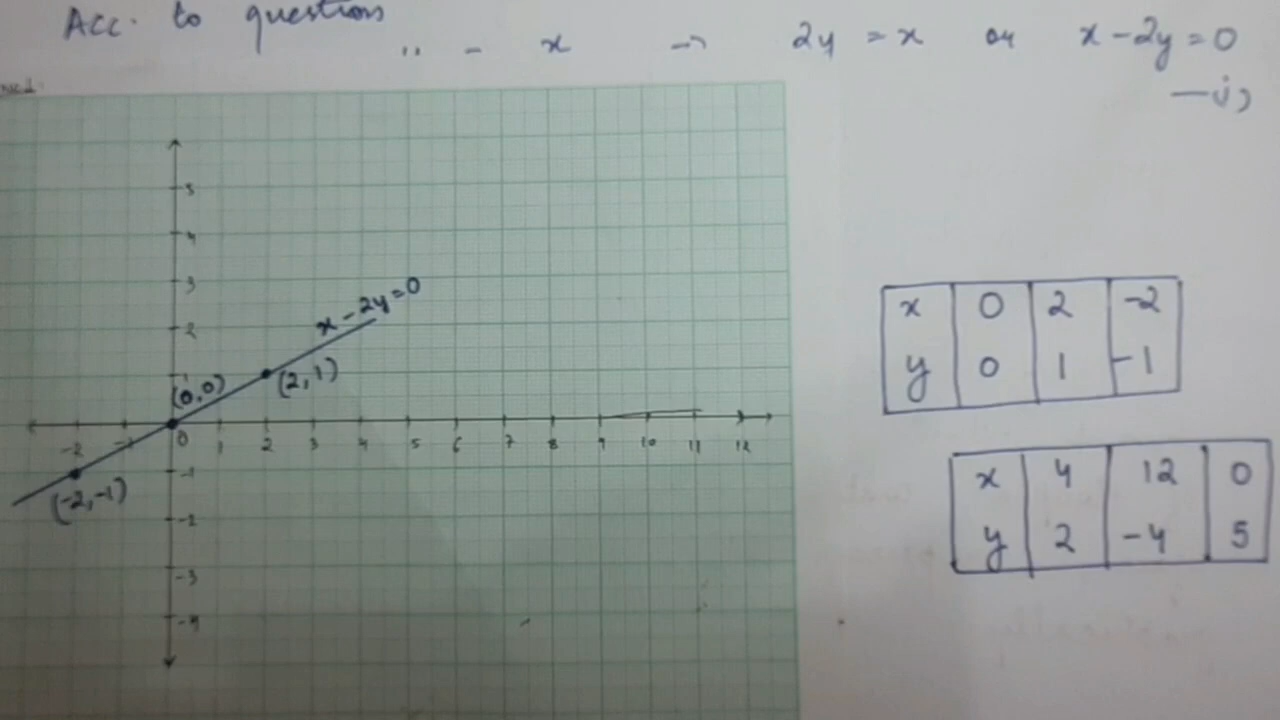 Acc. to question
x → 2y = x or x - 2y = 0
— i)
5
4
3
2
1
x - 2y = 0
(0,0)
(2, 1)
-2 -1 0 1 2 3 4 5 6 7 8 9 10 11 12
(-2, -1)
-1
-3
-4
x 0 2 -2
y 0 1 -1
x 4 12 0
y 2 -4 5